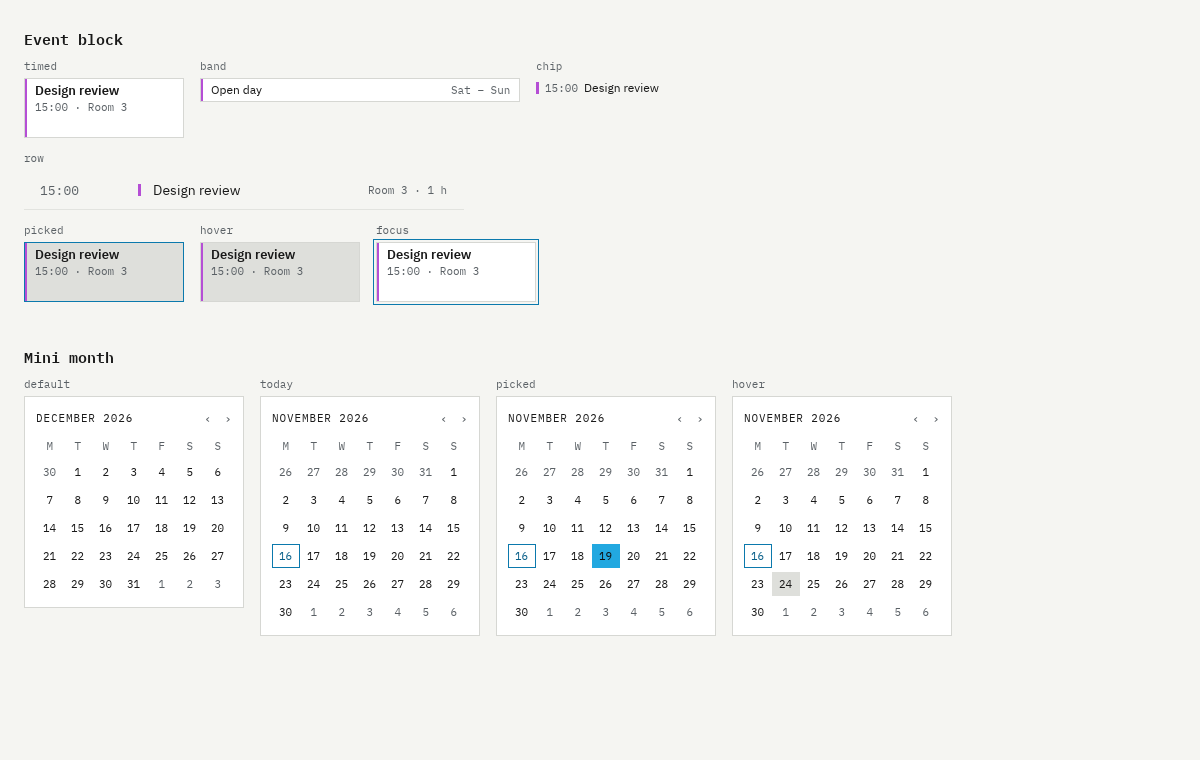 Event block
timed band chip
Design review Open day Sat – Sun 15:00 Design review
15:00 · Room 3
row
15:00 Design review Room 3 · 1 h
picked hover focus
Design review Design review Design review
15:00 · Room 3 15:00 · Room 3 15:00 · Room 3
Mini month
default today picked hover
DECEMBER 2026 ‹ › NOVEMBER 2026 ‹ › NOVEMBER 2026 ‹ › NOVEMBER 2026 ‹ ›
M T W T F S S M T W T F S S M T W T F S S M T W T F S S
30 1 2 3 4 5 6 26 27 28 29 30 31 1 26 27 28 29 30 31 1 26 27 28 29 30 31 1
7 8 9 10 11 12 13 2 3 4 5 6 7 8 2 3 4 5 6 7 8 2 3 4 5 6 7 8
14 15 16 17 18 19 20 9 10 11 12 13 14 15 9 10 11 12 13 14 15 9 10 11 12 13 14 15
21 22 23 24 25 26 27 16 17 18 19 20 21 22 16 17 18 19 20 21 22 16 17 18 19 20 21 22
28 29 30 31 1 2 3 23 24 25 26 27 28 29 23 24 25 26 27 28 29 23 24 25 26 27 28 29
30 1 2 3 4 5 6 30 1 2 3 4 5 6 30 1 2 3 4 5 6